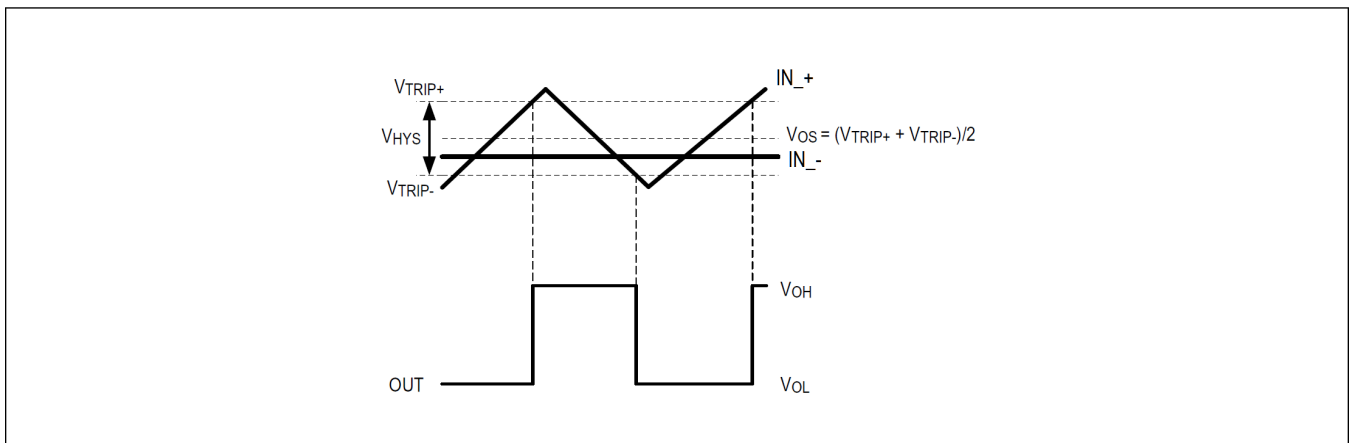 IN_+
VTRIP+
VHYS
VOS = (VTRIP+ + VTRIP-)/2
IN_-
VTRIP-
VOH
OUT
VOL